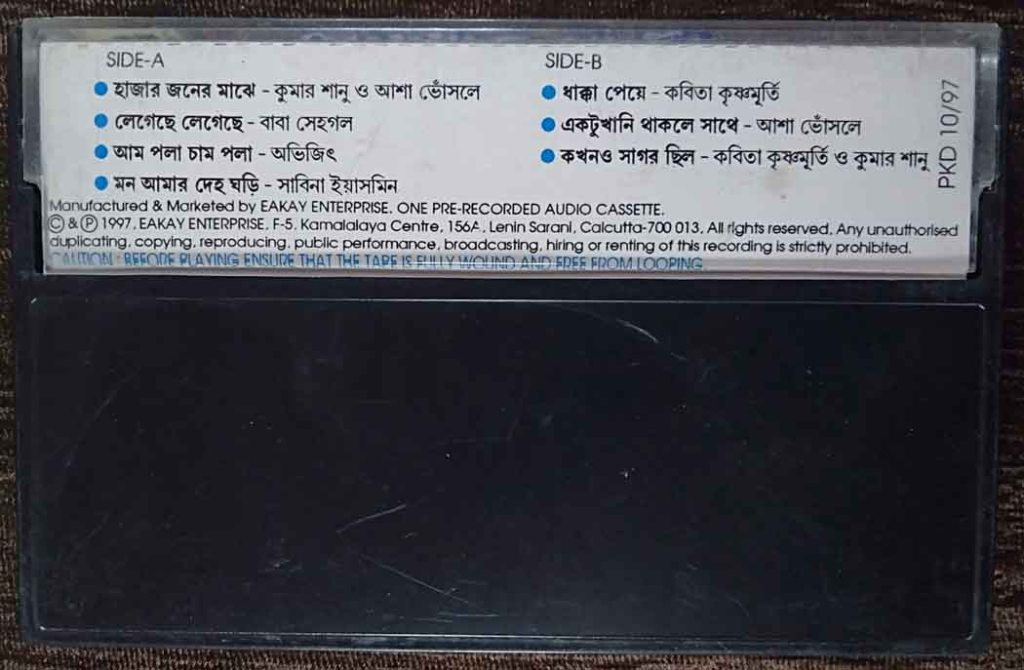 SIDE-A
হাজার জনের মাঝে - কুমার শানু ও আশা ভোঁসলে
লেগেছে লেগেছে - বাবা সেহগল
আম পলা চাম পলা - অভিজিৎ
মন আমার দেহ ঘড়ি - সাবিনা ইয়াসমিন
SIDE-B
ধাক্কা পেয়ে - কবিতা কৃষ্ণমূর্তি
একটুখানি থাকলে সাথে - আশা ভোঁসলে
কখনও সাগর ছিল - কবিতা কৃষ্ণমূর্তি ও কুমার শানু
PKD 10/97
Manufactured & Marketed by EAKAY ENTERPRISE. ONE PRE-RECORDED AUDIO CASSETTE.
© & ℗ 1997. EAKAY ENTERPRISE. F-5. Kamalalaya Centre, 156A. Lenin Sarani, Calcutta-700 013. All rights reserved. Any unauthorised
duplicating, copying, reproducing, public performance, broadcasting, hiring or renting of this recording is strictly prohibited.
CAUTION : BEFORE PLAYING ENSURE THAT THE TAPE IS FULLY WOUND AND FREE FROM LOOPING.